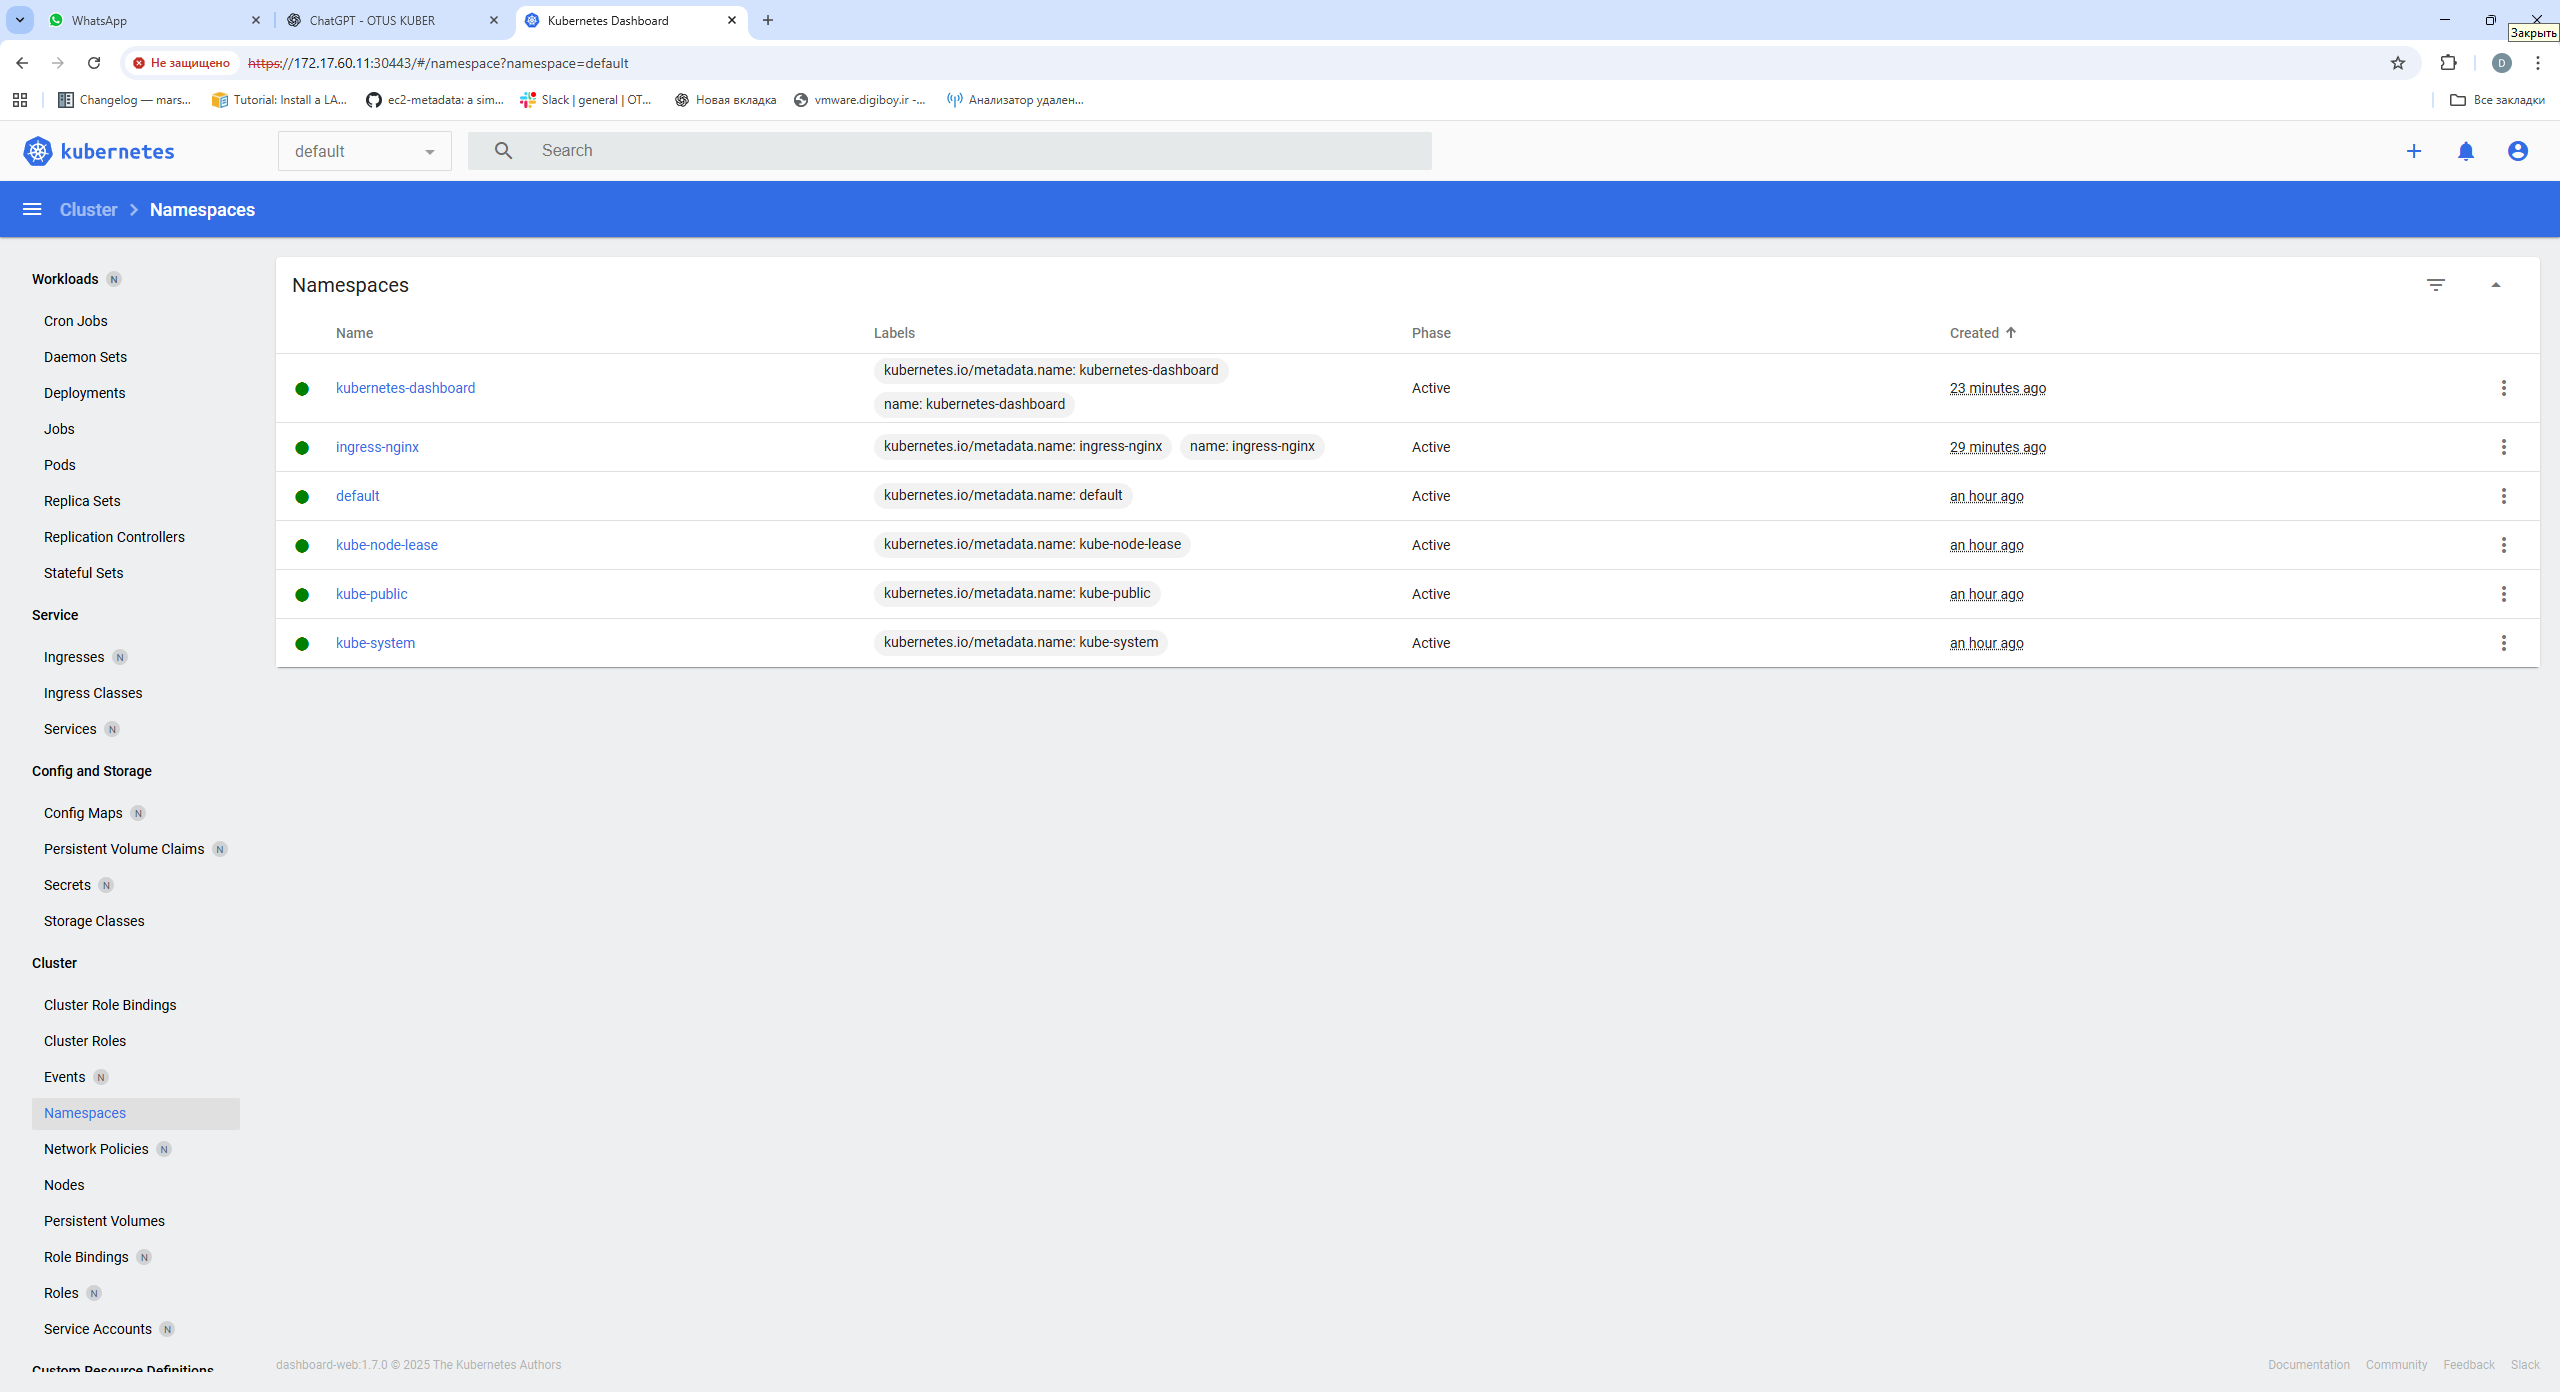 WhatsApp
ChatGPT - OTUS KUBER
Kubernetes Dashboard
Закрыть
Не защищено
https://172.17.60.11:30443/#/namespace?namespace=default
D
Changelog — mars...
Tutorial: Install a LA...
ec2-metadata: a sim...
Slack | general | OT...
Новая вкладка
vmware.digiboy.ir -...
Анализатор удален...
Все закладки
kubernetes
default
Search
Cluster
Namespaces
Workloads N
Cron Jobs
Daemon Sets
Deployments
Jobs
Pods
Replica Sets
Replication Controllers
Stateful Sets
Service
Ingresses N
Ingress Classes
Services N
Config and Storage
Config Maps N
Persistent Volume Claims N
Secrets N
Storage Classes
Cluster
Cluster Role Bindings
Cluster Roles
Events N
Namespaces
Network Policies N
Nodes
Persistent Volumes
Role Bindings N
Roles N
Service Accounts N
Custom Resource Definitions
Namespaces
Name Labels Phase Created
kubernetes-dashboard kubernetes.io/metadata.name: kubernetes-dashboard Active 23 minutes ago
name: kubernetes-dashboard
ingress-nginx kubernetes.io/metadata.name: ingress-nginx name: ingress-nginx Active 29 minutes ago
default kubernetes.io/metadata.name: default Active an hour ago
kube-node-lease kubernetes.io/metadata.name: kube-node-lease Active an hour ago
kube-public kubernetes.io/metadata.name: kube-public Active an hour ago
kube-system kubernetes.io/metadata.name: kube-system Active an hour ago
dashboard-web:1.7.0 © 2025 The Kubernetes Authors
Documentation Community Feedback Slack